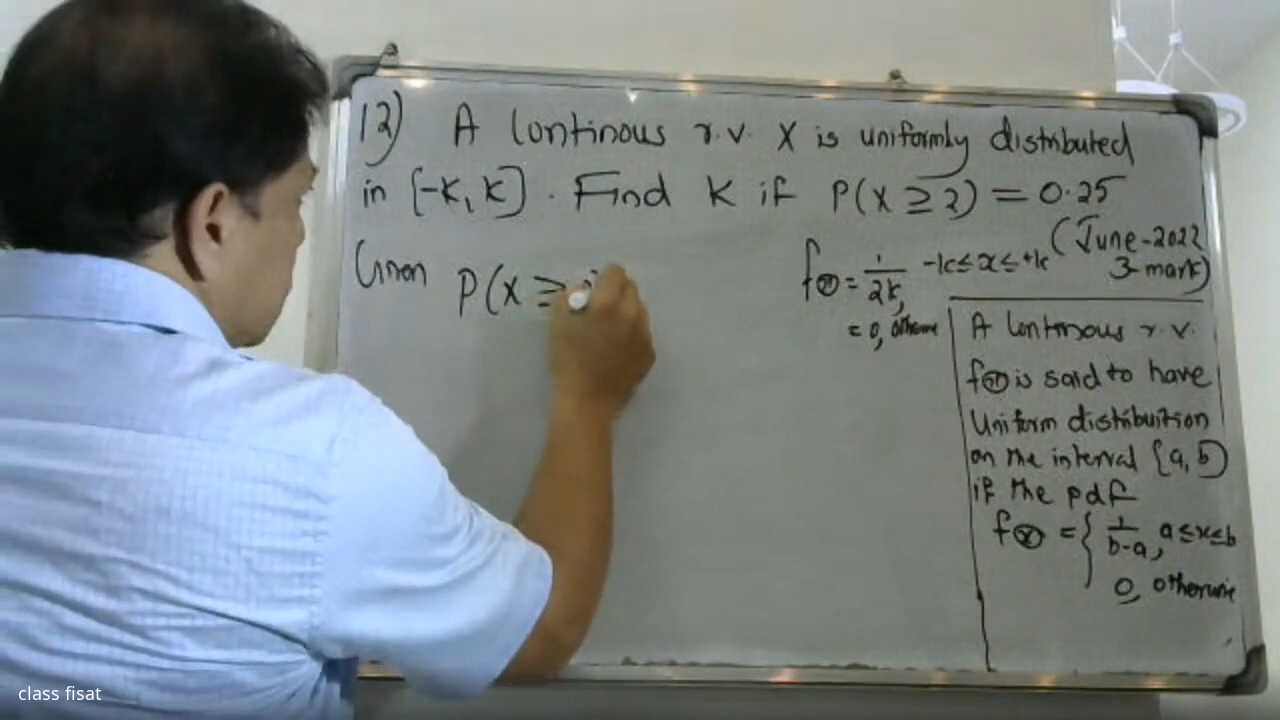 12) A Continous r.v. X is uniformly distributed
in [-K, K]. Find K if P(X ≥ 2) = 0.25
(June-2022
3-mark)
Given P(X ≥
f(x) = 1/2K, -K ≤ x ≤ +K
= 0, otherwise
A Continous r.v.
f(x) is said to have
Uniform distribuition
on the interval [a, b]
if the pdf
f(x) = { 1/b-a, a ≤ x ≤ b
0, otherwise
class fisat